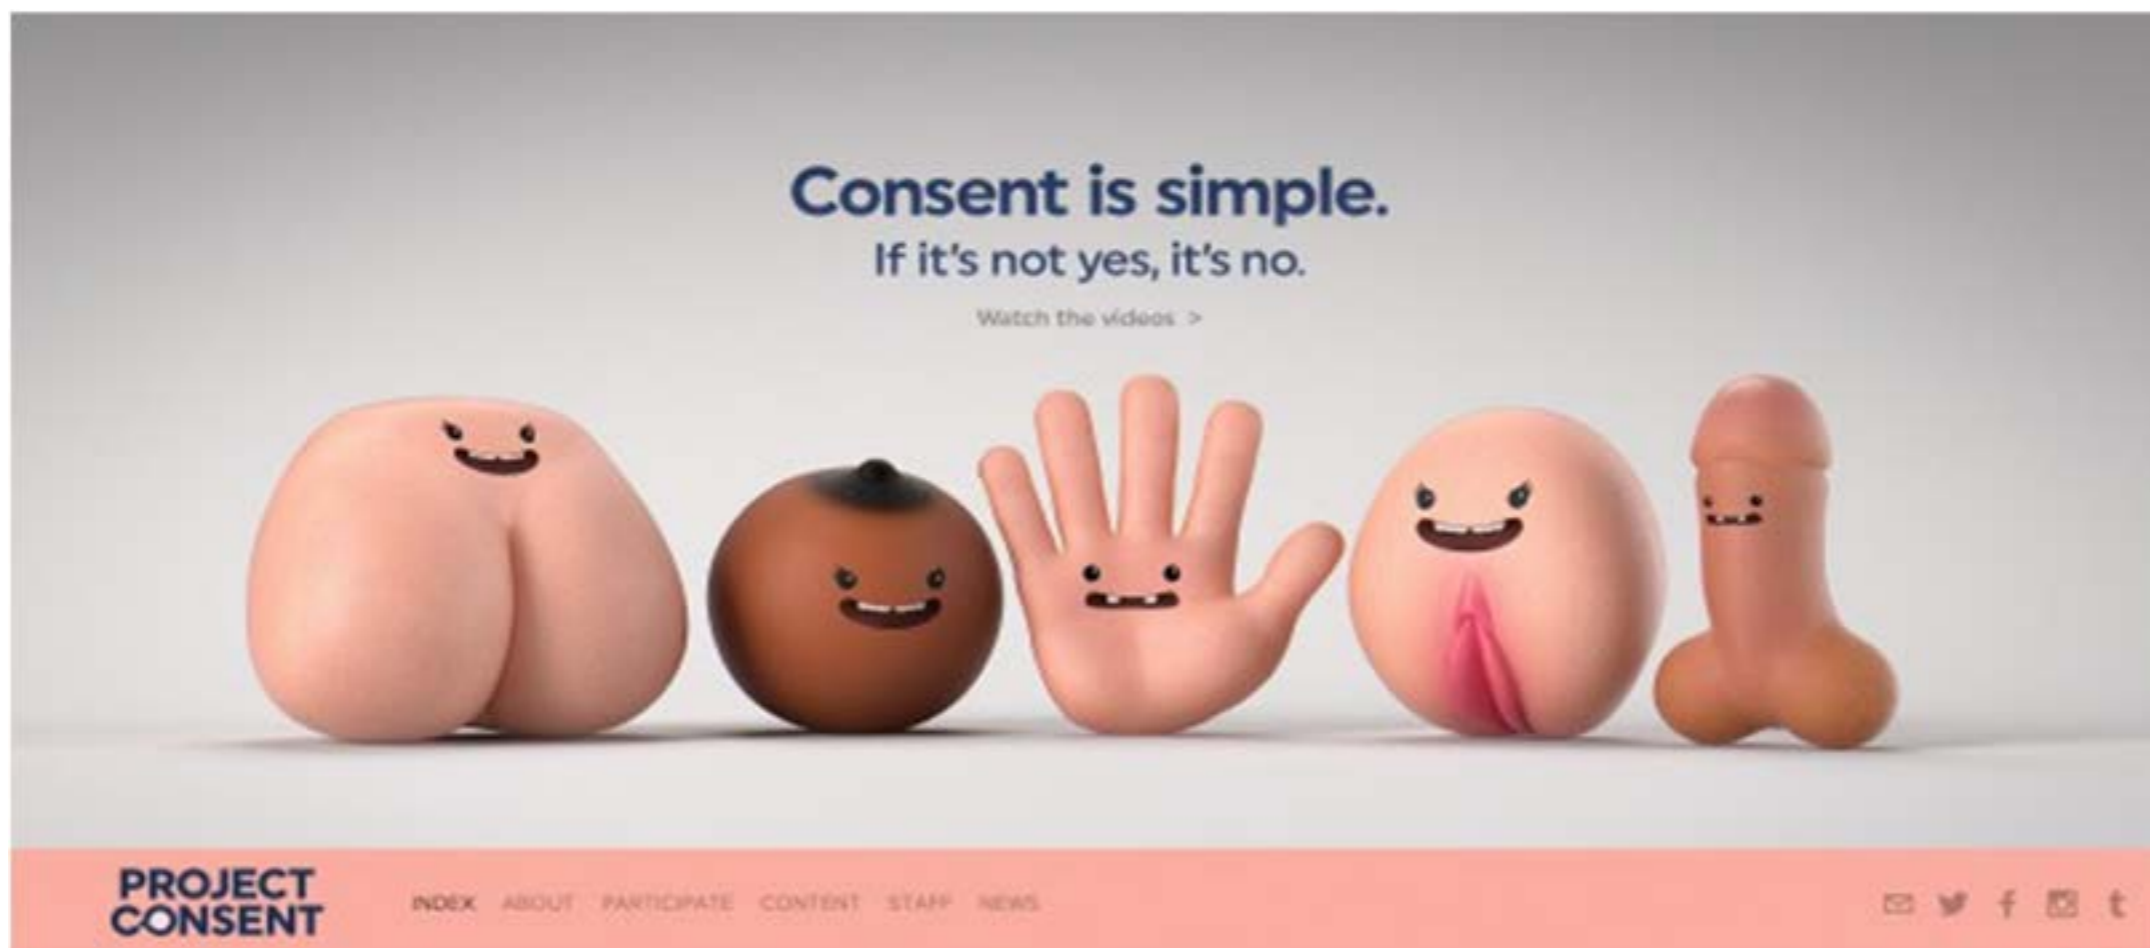 Consent is simple.
If it's not yes, it's no.
Watch the videos >
PROJECT
CONSENT
INDEX ABOUT PARTICIPATE CONTENT STAFF NEWS